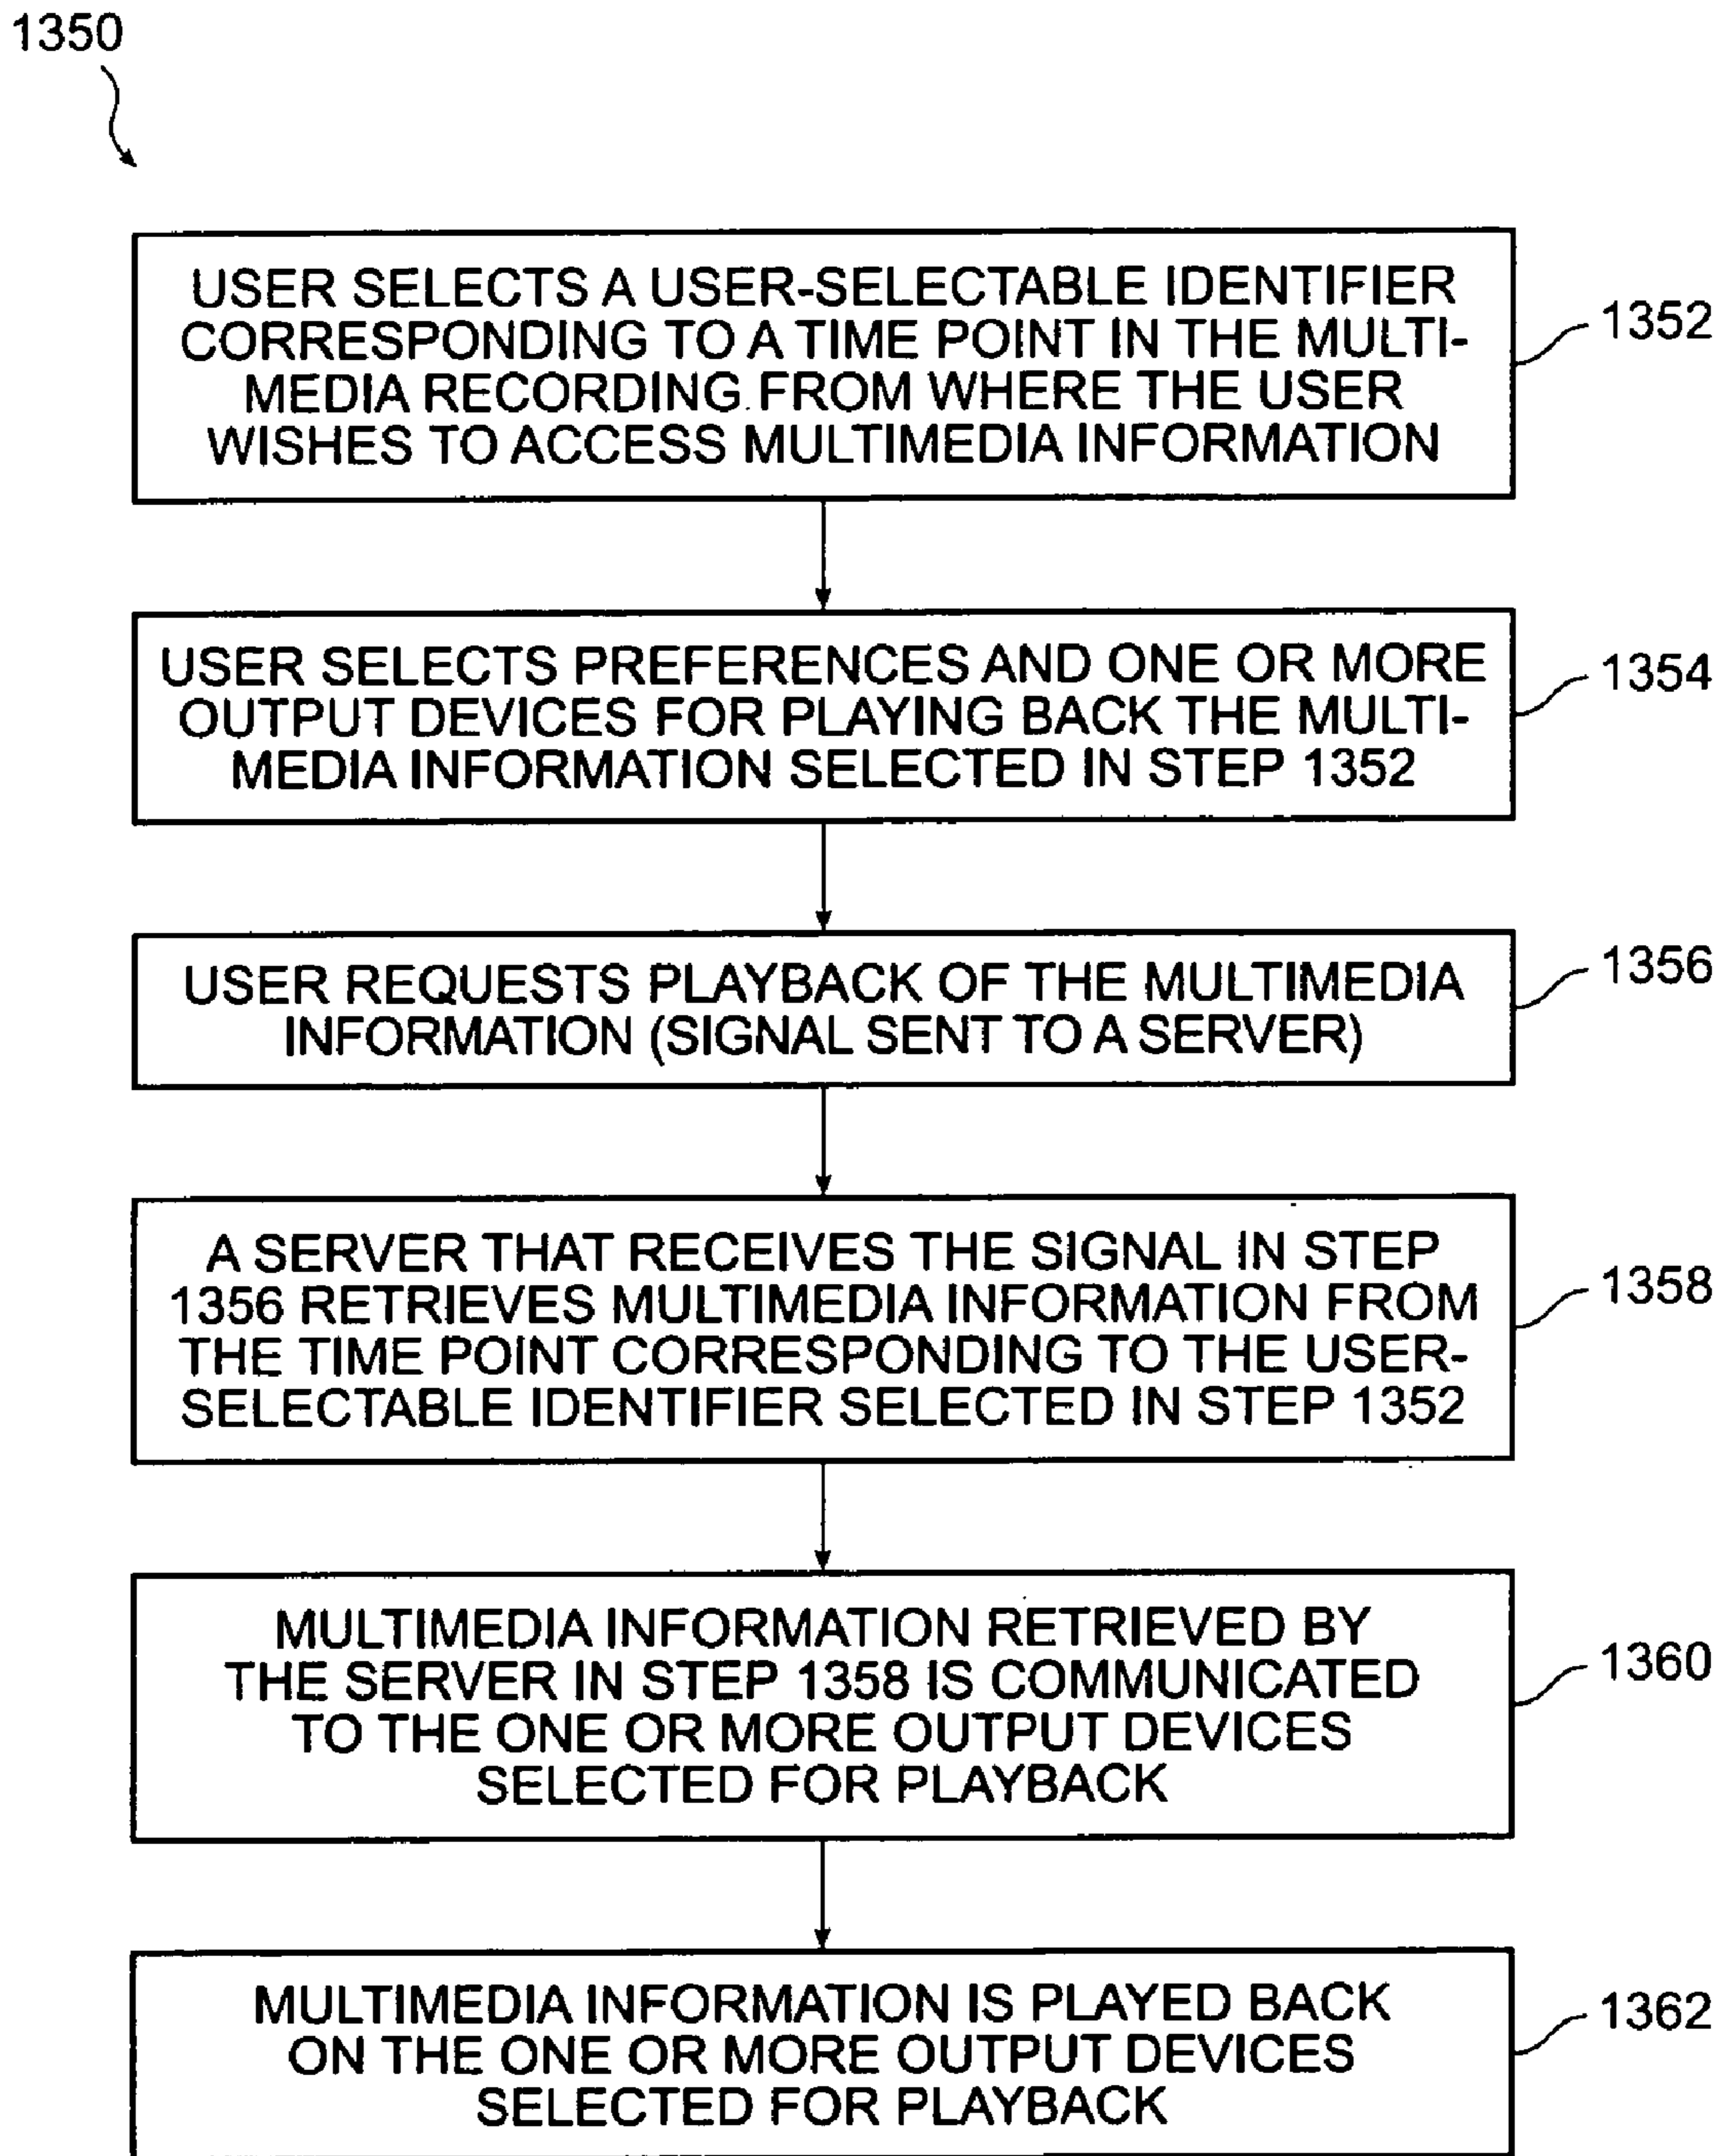 1350
USER SELECTS A USER-SELECTABLE IDENTIFIER
CORRESPONDING TO A TIME POINT IN THE MULTI-
MEDIA RECORDING FROM WHERE THE USER
WISHES TO ACCESS MULTIMEDIA INFORMATION
1352
USER SELECTS PREFERENCES AND ONE OR MORE
OUTPUT DEVICES FOR PLAYING BACK THE MULTI-
MEDIA INFORMATION SELECTED IN STEP 1352
1354
USER REQUESTS PLAYBACK OF THE MULTIMEDIA
INFORMATION (SIGNAL SENT TO A SERVER)
1356
A SERVER THAT RECEIVES THE SIGNAL IN STEP
1356 RETRIEVES MULTIMEDIA INFORMATION FROM
THE TIME POINT CORRESPONDING TO THE USER-
SELECTABLE IDENTIFIER SELECTED IN STEP 1352
1358
MULTIMEDIA INFORMATION RETRIEVED BY
THE SERVER IN STEP 1358 IS COMMUNICATED
TO THE ONE OR MORE OUTPUT DEVICES
SELECTED FOR PLAYBACK
1360
MULTIMEDIA INFORMATION IS PLAYED BACK
ON THE ONE OR MORE OUTPUT DEVICES
SELECTED FOR PLAYBACK
1362